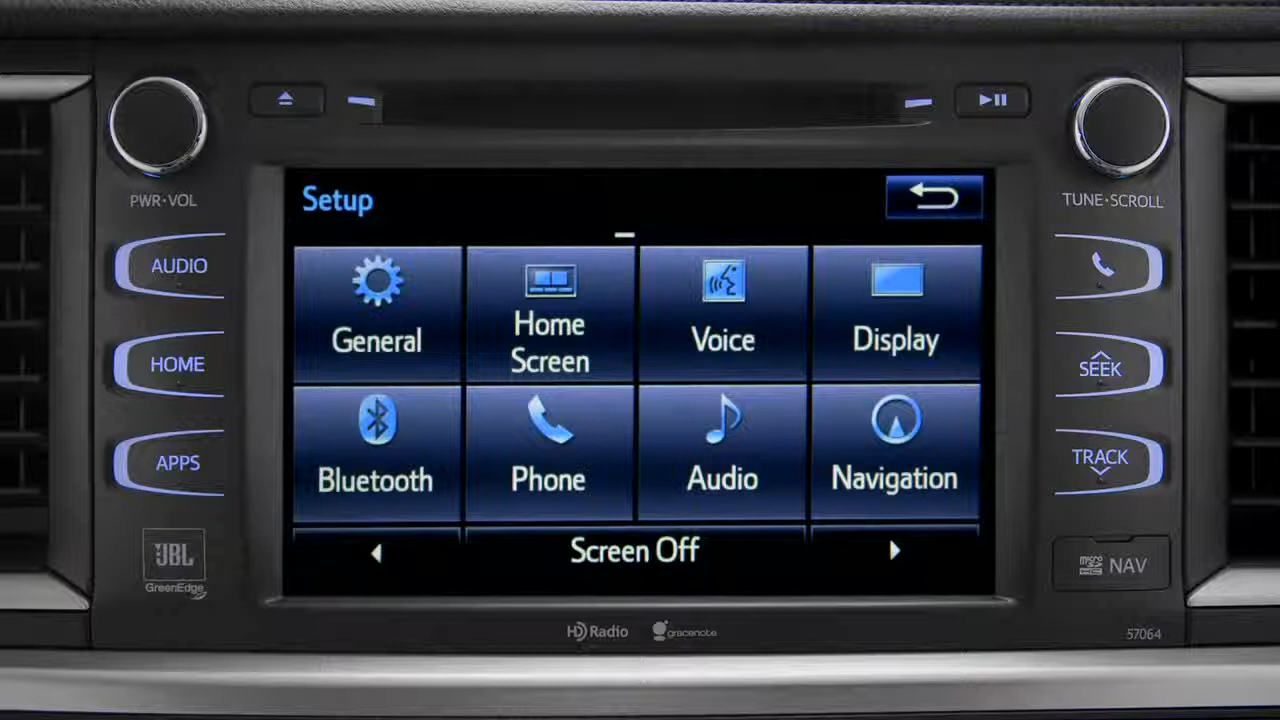 PWR•VOL
TUNE•SCROLL
AUDIO
HOME
APPS
JBL
GreenEdge
Setup
General
Home
Screen
Voice
Display
Bluetooth
Phone
Audio
Navigation
Screen Off
SEEK
TRACK
micro
NAV
HD Radio
gracenote
57064